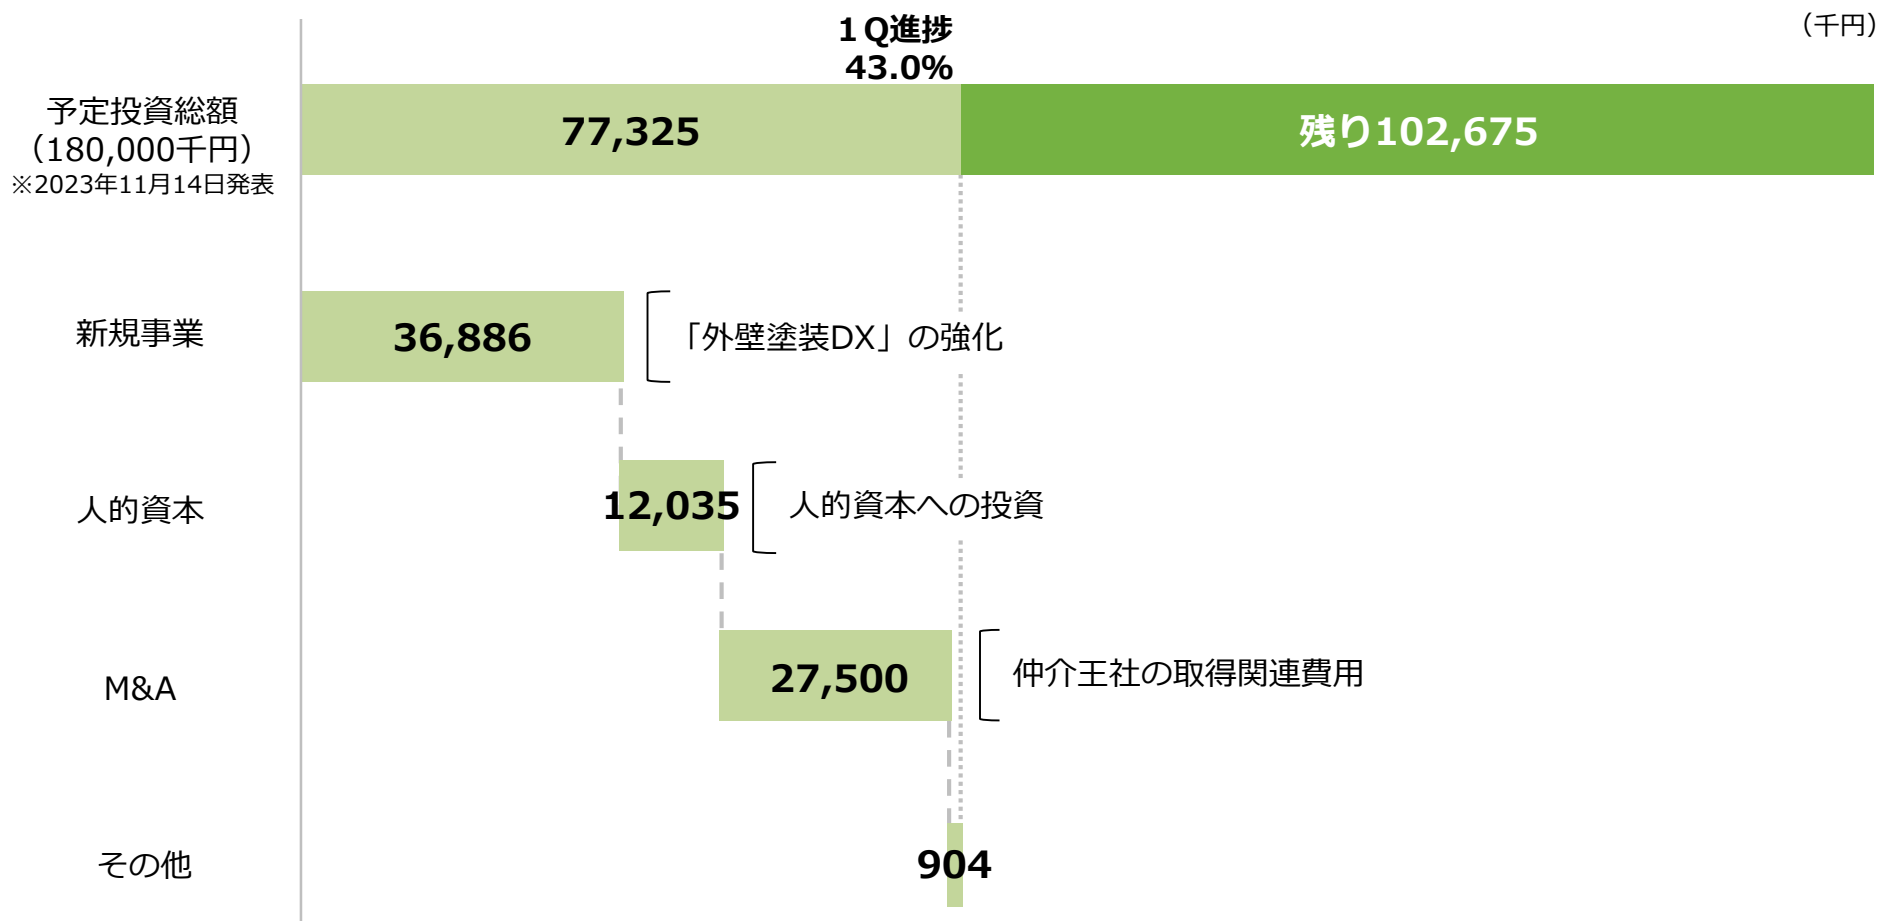 （千円）
１Q進捗
43.0%
予定投資総額
（180,000千円）
※2023年11月14日発表
77,325
残り102,675
新規事業
36,886
「外壁塗装DX」の強化
人的資本
12,035
人的資本への投資
M&A
27,500
仲介王社の取得関連費用
その他
904